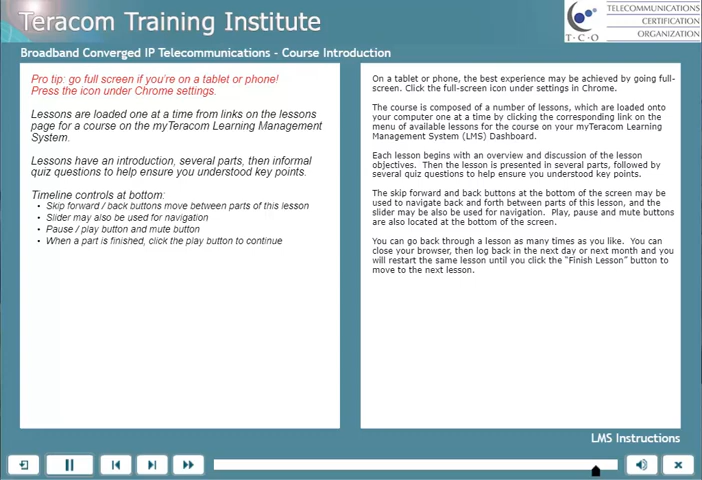 Teracom Training Institute
T·C·O
TELECOMMUNICATIONS
CERTIFICATION
ORGANIZATION
Broadband Converged IP Telecommunications - Course Introduction
Pro tip: go full screen if you're on a tablet or phone!
Press the icon under Chrome settings.
Lessons are loaded one at a time from links on the lessons
page for a course on the myTeracom Learning Management
System.
Lessons have an introduction, several parts, then informal
quiz questions to help ensure you understood key points.
Timeline controls at bottom:
• Skip forward / back buttons move between parts of this lesson
• Slider may also be used for navigation
• Pause / play button and mute button
• When a part is finished, click the play button to continue
On a tablet or phone, the best experience may be achieved by going full-
screen. Click the full-screen icon under settings in Chrome.
The course is composed of a number of lessons, which are loaded onto
your computer one at a time by clicking the corresponding link on the
menu of available lessons for the course on your myTeracom Learning
Management System (LMS) Dashboard.
Each lesson begins with an overview and discussion of the lesson
objectives. Then the lesson is presented in several parts, followed by
several quiz questions to help ensure you understood key points.
The skip forward and back buttons at the bottom of the screen may be
used to navigate back and forth between parts of this lesson, and the
slider may be also be used for navigation. Play, pause and mute buttons
are also located at the bottom of the screen.
You can go back through a lesson as many times as you like. You can
close your browser, then log back in the next day or next month and you
will restart the same lesson until you click the "Finish Lesson" button to
move to the next lesson.
LMS Instructions